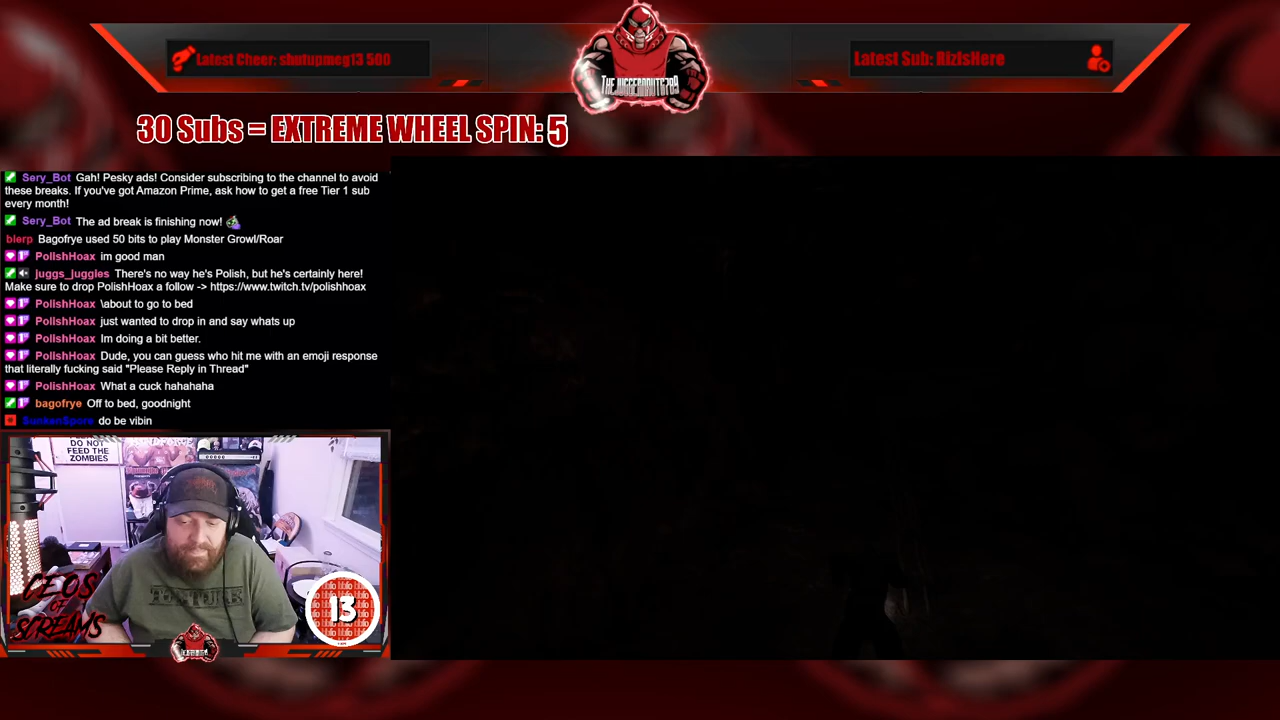 Latest Cheer: shutupmeg13 500
THEJUGGERNAUT6789
Latest Sub: RizIsHere
30 Subs = EXTREME WHEEL SPIN: 5
Sery_Bot Gah! Pesky ads! Consider subscribing to the channel to avoid
these breaks. If you've got Amazon Prime, ask how to get a free Tier 1 sub
every month!
Sery_Bot The ad break is finishing now!
blerp Bagofrye used 50 bits to play Monster Growl/Roar
PolishHoax im good man
juggs_juggies There's no way he's Polish, but he's certainly here!
Make sure to drop PolishHoax a follow -> https://www.twitch.tv/polishhoax
PolishHoax \about to go to bed
PolishHoax just wanted to drop in and say whats up
PolishHoax Im doing a bit better.
PolishHoax Dude, you can guess who hit me with an emoji response
that literally fucking said "Please Reply in Thread"
PolishHoax What a cuck hahahaha
bagofrye Off to bed, goodnight
SunkenSpore do be vibin
DO NOT
FEED THE
ZOMBIES
CEOS
OF
SCREAMS
13